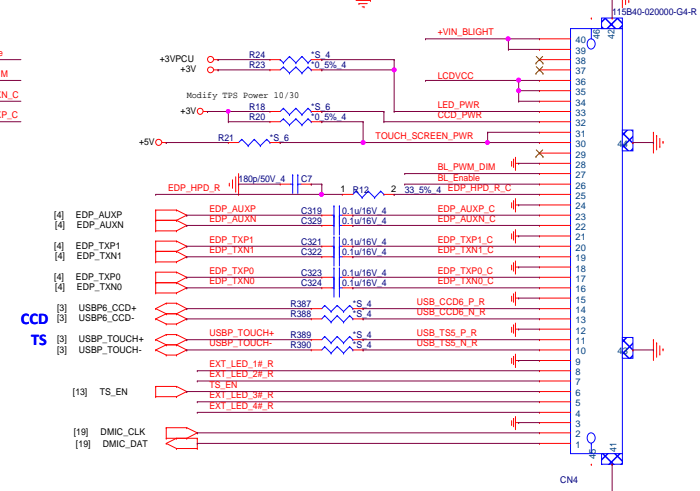 115B40-020000-G4-R
46
42
+VIN_BLIGHT
40
39
38
37
+3VPCU R24 *S_4
+3V R23 *0_5%_4
LCDVCC
36
35
34
Modify TPS Power 10/30
LED_PWR
33
+3V R18 *S_6
R20 *0_5%_4
CCD_PWR
32
31
+5V R21 *S_6
TOUCH_SCREEN_PWR
30
29
28
BL_PWM_DIM
27
180p/50V_4 C7
BL_Enable
26
EDP_HPD_R 1 R12 2 33_5%_4 EDP_HPD_R_C
25
24
[4] EDP_AUXP EDP_AUXP C319 0.1u/16V_4 EDP_AUXP_C 23
[4] EDP_AUXN EDP_AUXN C329 0.1u/16V_4 EDP_AUXN_C 22
21
[4] EDP_TXP1 EDP_TXP1 C321 0.1u/16V_4 EDP_TXP1_C 20
[4] EDP_TXN1 EDP_TXN1 C322 0.1u/16V_4 EDP_TXN1_C 19
18
[4] EDP_TXP0 EDP_TXP0 C323 0.1u/16V_4 EDP_TXP0_C 17
[4] EDP_TXN0 EDP_TXN0 C324 0.1u/16V_4 EDP_TXN0_C 16
15
CCD
[3] USBP6_CCD+ R387 *S_4 USB_CCD6_P_R 14
[3] USBP6_CCD- R388 *S_4 USB_CCD6_N_R 13
12
TS
[3] USBP_TOUCH+ USBP_TOUCH+ R389 *S_4 USB_TS5_P_R 11
[3] USBP_TOUCH- USBP_TOUCH- R390 *S_4 USB_TS5_N_R 10
9
EXT_LED_1#_R 8
EXT_LED_2#_R 7
[13] TS_EN TS_EN 6
EXT_LED_3#_R 5
EXT_LED_4#_R 4
3
[19] DMIC_CLK 2
[19] DMIC_DAT 1
45
41
CN4
M
N_C
P_C